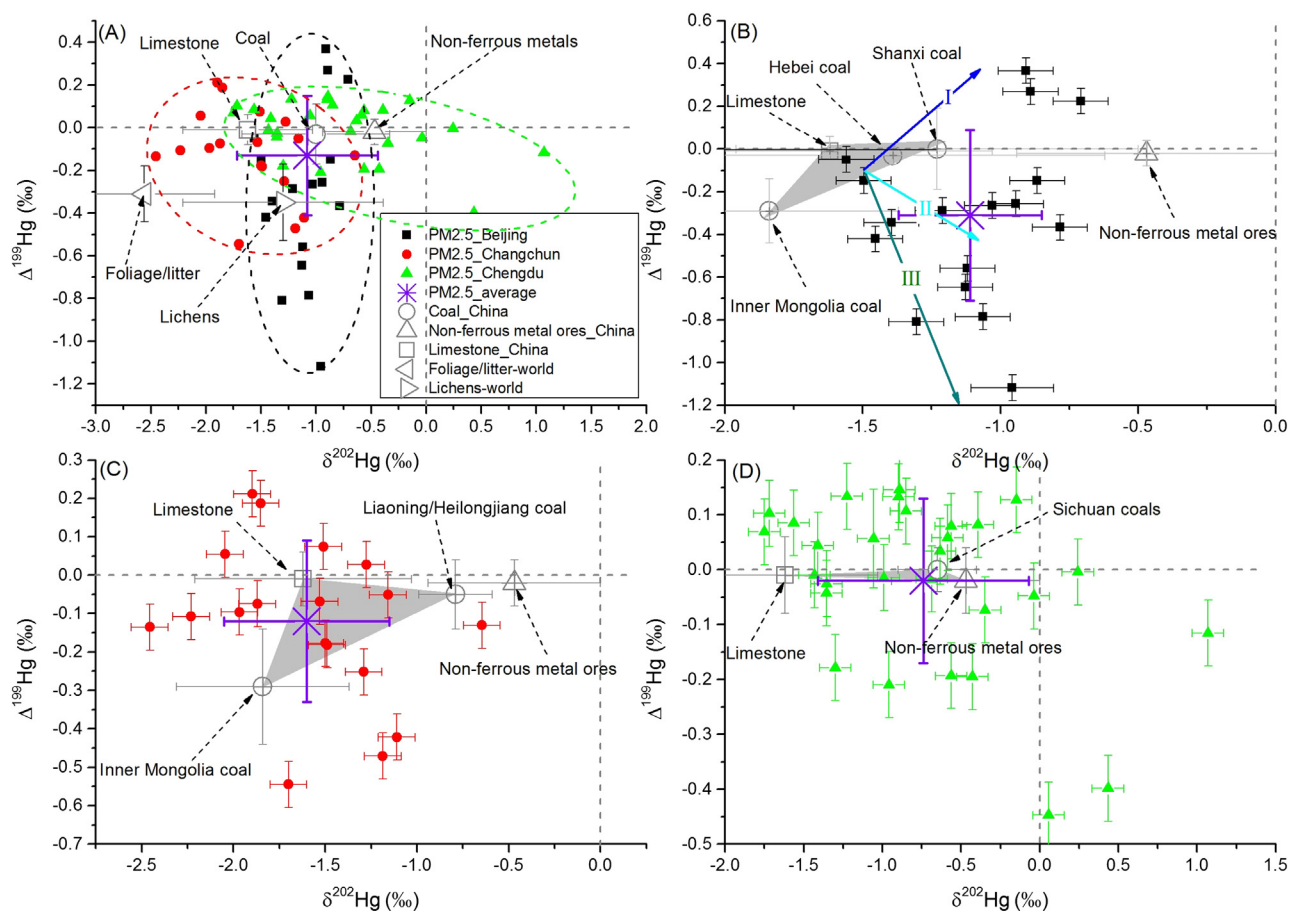 (A)
Limestone
Coal
Non-ferrous metals
Foliage/litter
Lichens
PM2.5_Beijing
PM2.5_Changchun
PM2.5_Chengdu
PM2.5_average
Coal_China
Non-ferrous metal ores_China
Limestone_China
Foliage/litter-world
Lichens-world
0.4
0.2
0.0
-0.2
-0.4
-0.6
-0.8
-1.0
-1.2
Δ¹⁹⁹Hg (‰)
-3.0 -2.5 -2.0 -1.5 -1.0 -0.5 0.0 0.5 1.0 1.5 2.0
δ²⁰²Hg (‰)
(B)
Shanxi coal
Hebei coal
Limestone
I
II
III
Non-ferrous metal ores
Inner Mongolia coal
0.6
0.4
0.2
0.0
-0.2
-0.4
-0.6
-0.8
-1.0
-1.2
Δ¹⁹⁹Hg (‰)
-2.0 -1.5 -1.0 -0.5 0.0
δ²⁰²Hg (‰)
(C)
Limestone
Liaoning/Heilongjiang coal
Non-ferrous metal ores
Inner Mongolia coal
0.3
0.2
0.1
0.0
-0.1
-0.2
-0.3
-0.4
-0.5
-0.6
-0.7
Δ¹⁹⁹Hg (‰)
-2.5 -2.0 -1.5 -1.0 -0.5 0.0
δ²⁰²Hg (‰)
(D)
Sichuan coals
Limestone
Non-ferrous metal ores
0.2
0.1
0.0
-0.1
-0.2
-0.3
-0.4
-0.5
Δ¹⁹⁹Hg (‰)
-2.0 -1.5 -1.0 -0.5 0.0 0.5 1.0 1.5
δ²⁰²Hg (‰)